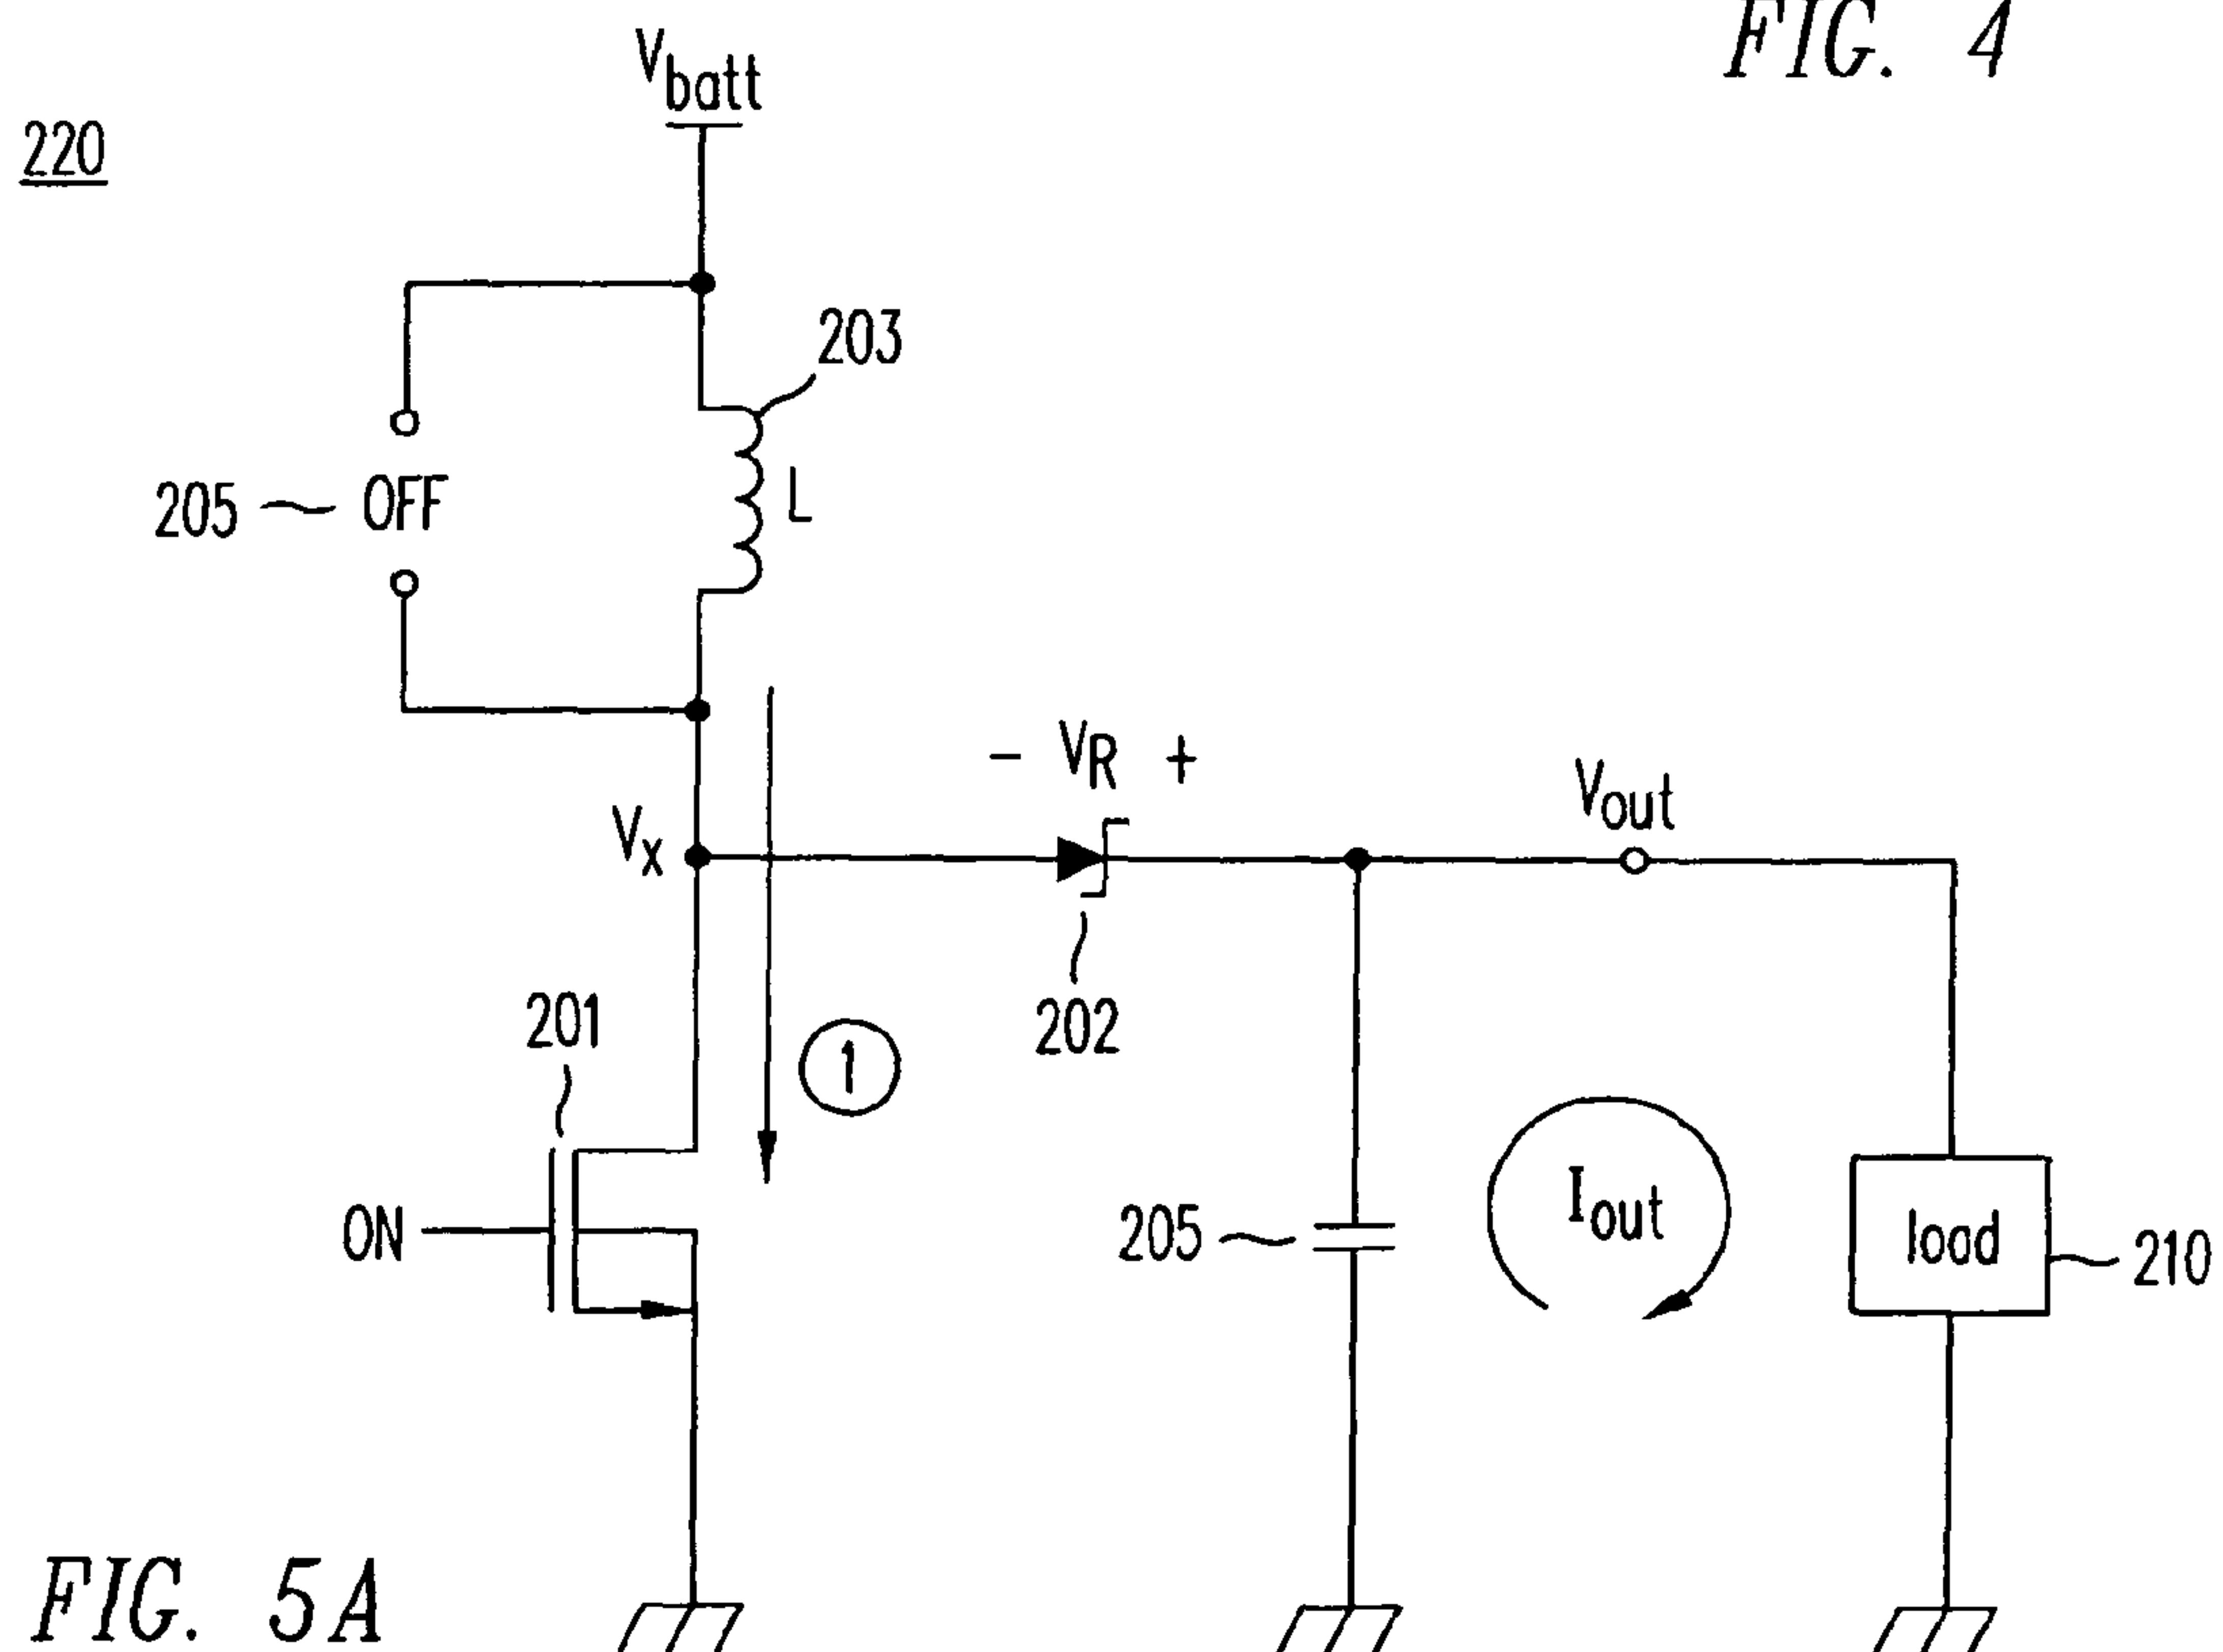 FIG. 4
Vbatt
220
203
205
OFF
L
- VR +
Vx
Vout
201
202
1
ON
205
Iout
load
210
FIG. 5A